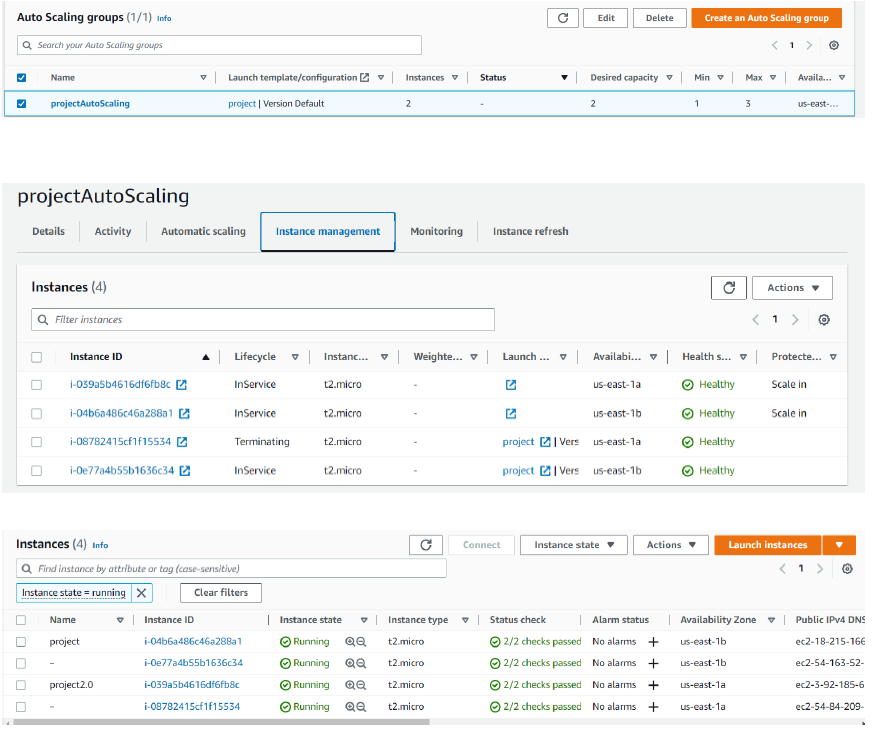 Auto Scaling groups (1/1) Info
Edit Delete Create an Auto Scaling group
Search your Auto Scaling groups 1
Name Launch template/configuration Instances Status Desired capacity Min Max Availa...
projectAutoScaling project | Version Default 2 - 2 1 3 us-east-...
projectAutoScaling
Details Activity Automatic scaling Instance management Monitoring Instance refresh
Instances (4) Actions
Filter instances 1
Instance ID Lifecycle Instanc... Weighte... Launch ... Availabi... Health s... Protecte...
i-039a5b4616df6fb8c InService t2.micro - us-east-1a Healthy Scale in
i-04b6a486c46a288a1 InService t2.micro - us-east-1b Healthy Scale in
i-08782415cf1f15534 Terminating t2.micro - project | Vers us-east-1a Healthy
i-0e77a4b55b1636c34 InService t2.micro - project | Vers us-east-1b Healthy
Instances (4) Info Connect Instance state Actions Launch instances
Find instance by attribute or tag (case-sensitive) 1
Instance state = running Clear filters
Name Instance ID Instance state Instance type Status check Alarm status Availability Zone Public IPv4 DNS
project i-04b6a486c46a288a1 Running t2.micro 2/2 checks passed No alarms + us-east-1b ec2-18-215-166
- i-0e77a4b55b1636c34 Running t2.micro 2/2 checks passed No alarms + us-east-1b ec2-54-163-52-
project2.0 i-039a5b4616df6fb8c Running t2.micro 2/2 checks passed No alarms + us-east-1a ec2-3-92-185-6
- i-08782415cf1f15534 Running t2.micro 2/2 checks passed No alarms + us-east-1a ec2-54-84-209-